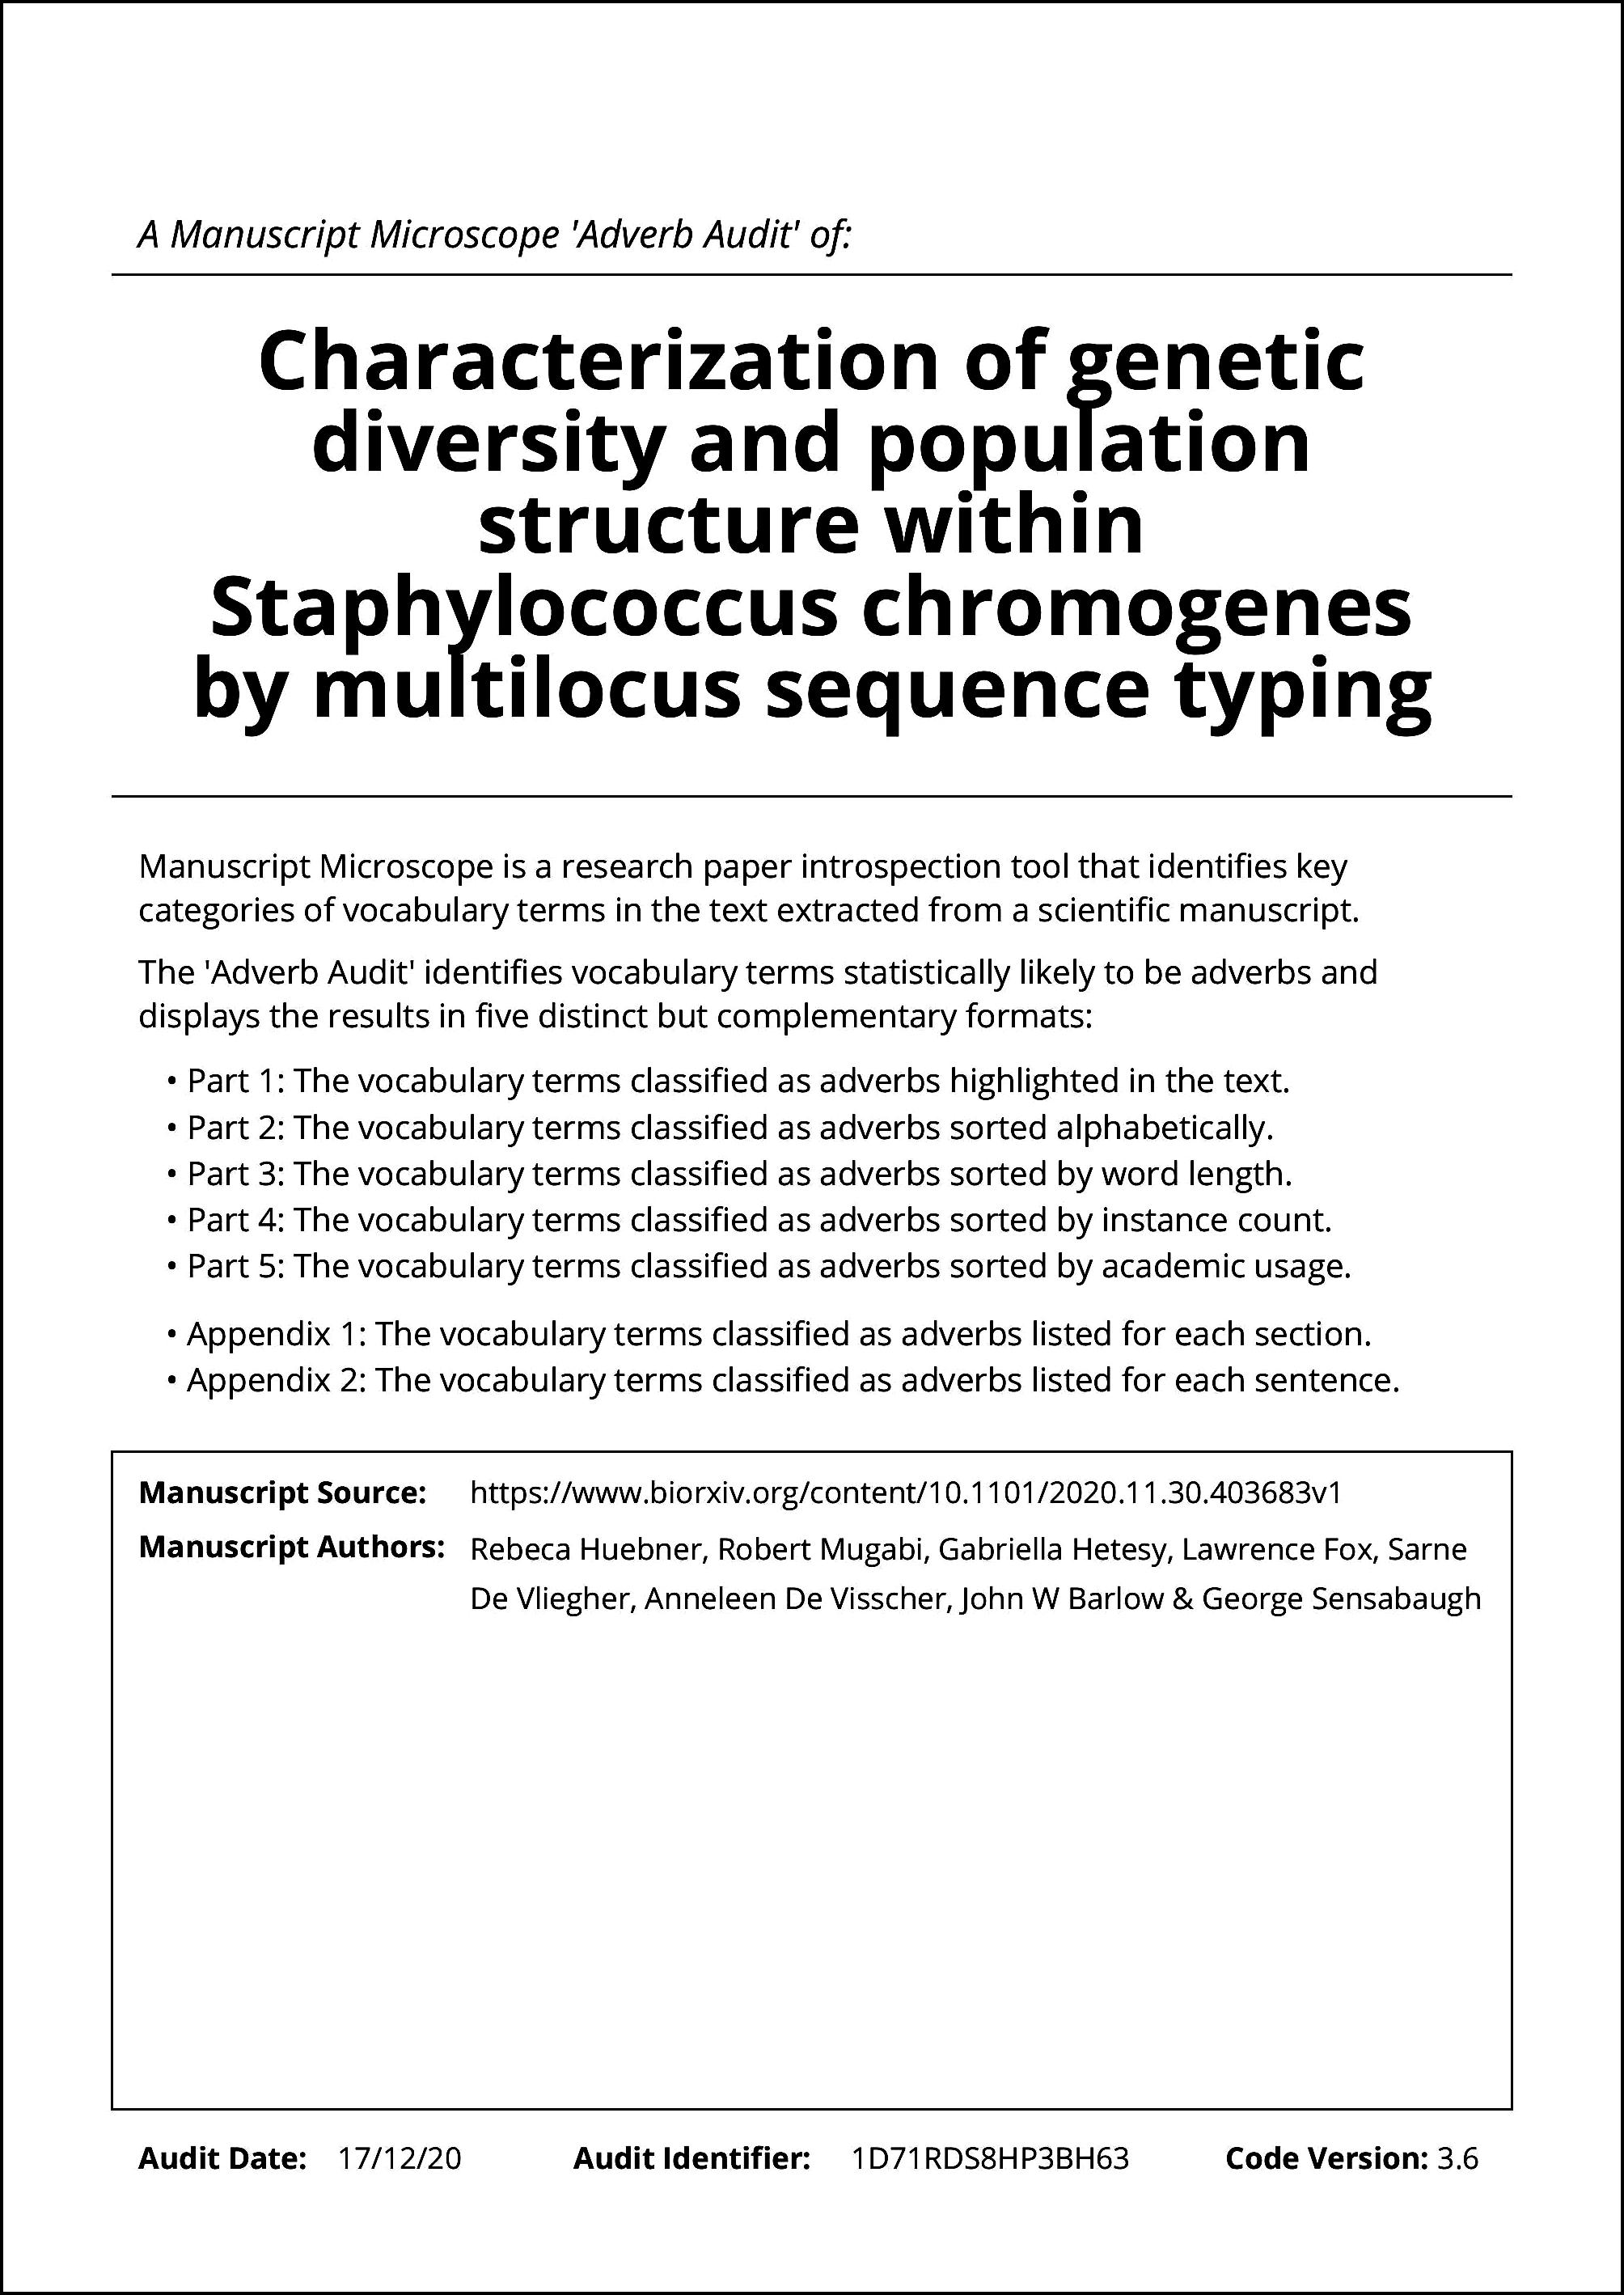 A Manuscript Microscope 'Adverb Audit' of:
Characterization of genetic
diversity and population
structure within
Staphylococcus chromogenes
by multilocus sequence typing
Manuscript Microscope is a research paper introspection tool that identifies key
categories of vocabulary terms in the text extracted from a scientific manuscript.
The 'Adverb Audit' identifies vocabulary terms statistically likely to be adverbs and
displays the results in five distinct but complementary formats:
• Part 1: The vocabulary terms classified as adverbs highlighted in the text.
• Part 2: The vocabulary terms classified as adverbs sorted alphabetically.
• Part 3: The vocabulary terms classified as adverbs sorted by word length.
• Part 4: The vocabulary terms classified as adverbs sorted by instance count.
• Part 5: The vocabulary terms classified as adverbs sorted by academic usage.
• Appendix 1: The vocabulary terms classified as adverbs listed for each section.
• Appendix 2: The vocabulary terms classified as adverbs listed for each sentence.
Manuscript Source: https://www.biorxiv.org/content/10.1101/2020.11.30.403683v1
Manuscript Authors: Rebeca Huebner, Robert Mugabi, Gabriella Hetesy, Lawrence Fox, Sarne
De Vliegher, Anneleen De Visscher, John W Barlow & George Sensabaugh
Audit Date: 17/12/20 Audit Identifier: 1D71RDS8HP3BH63 Code Version: 3.6